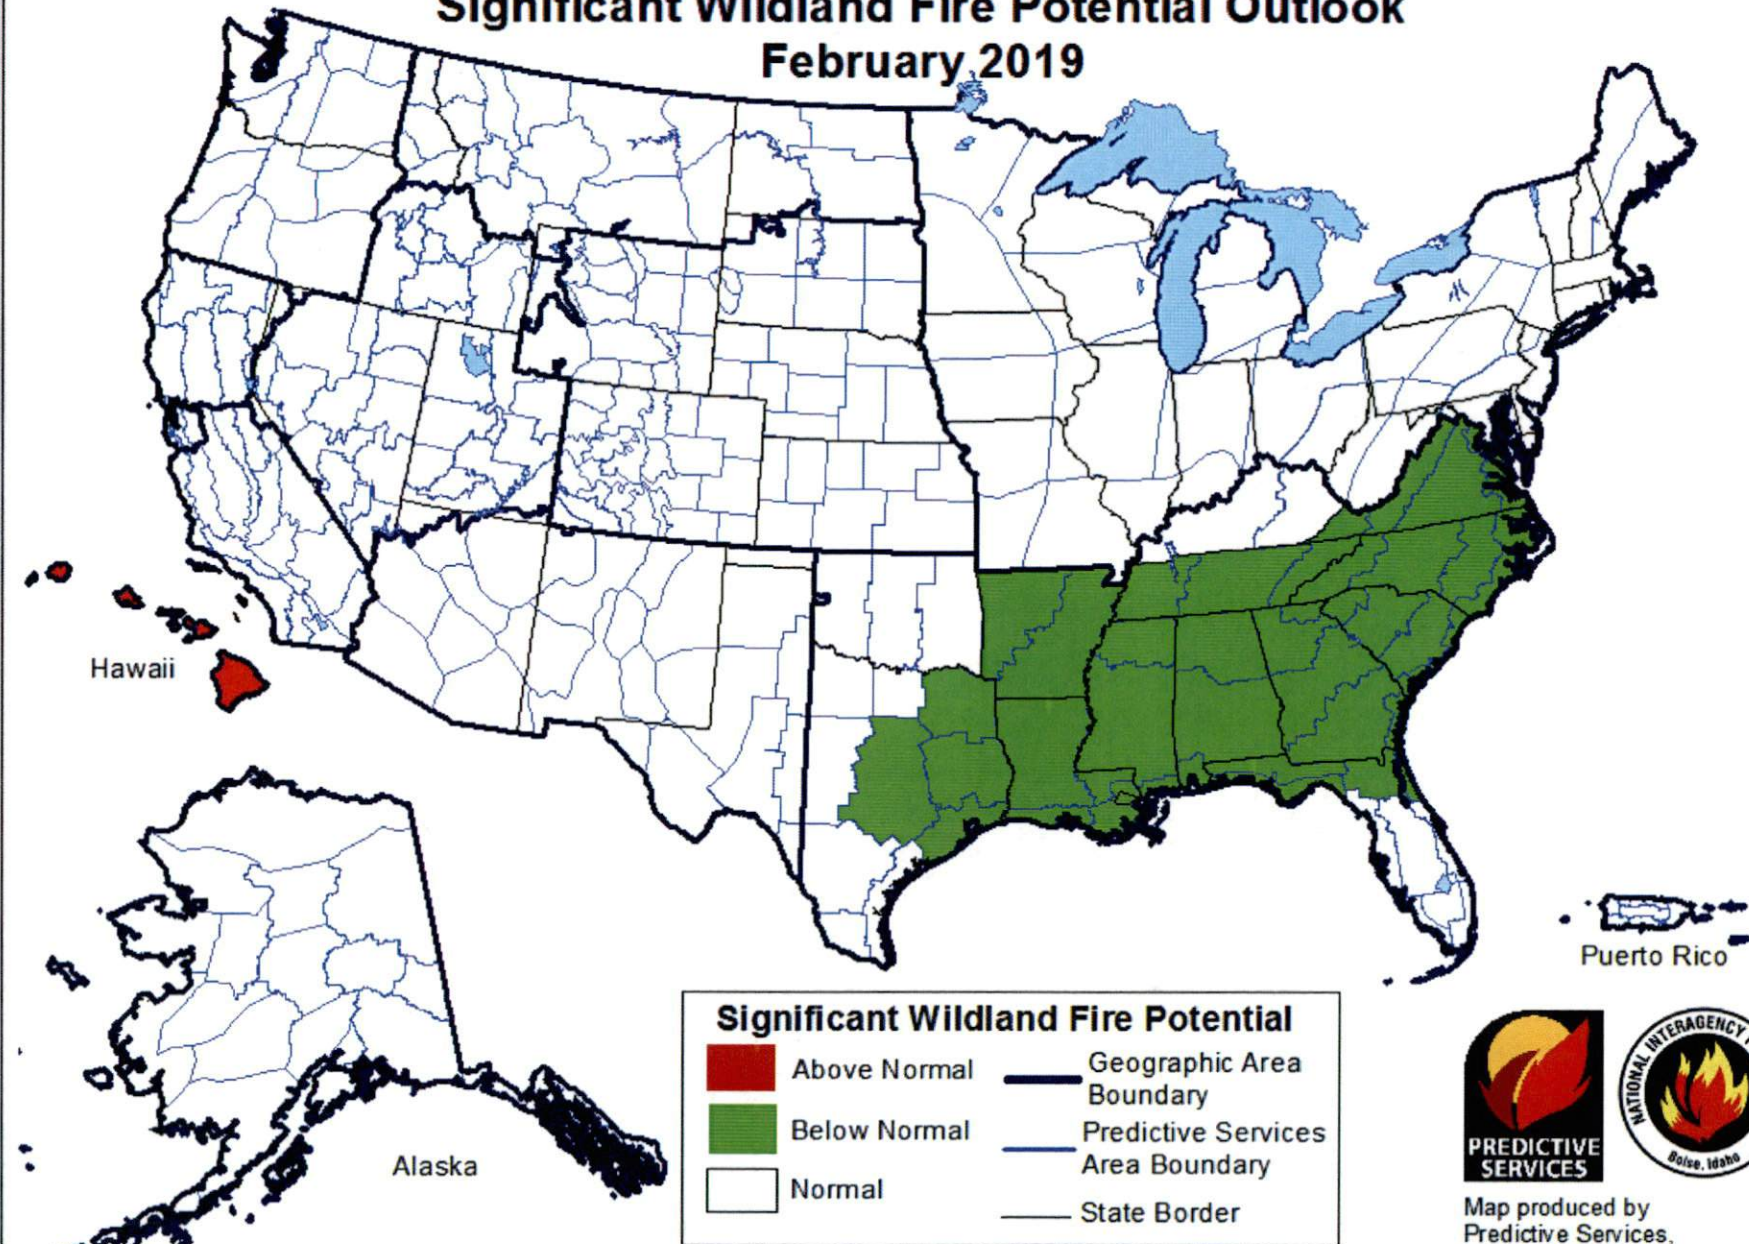 Significant Wildland Fire Potential Outlook
February 2019
Hawaii
Alaska
Puerto Rico
Significant Wildland Fire Potential
Above Normal
Below Normal
Normal
Geographic Area
Boundary
Predictive Services
Area Boundary
State Border
PREDICTIVE
SERVICES
NATIONAL INTERAGENCY
Boise, Idaho
Map produced by
Predictive Services,